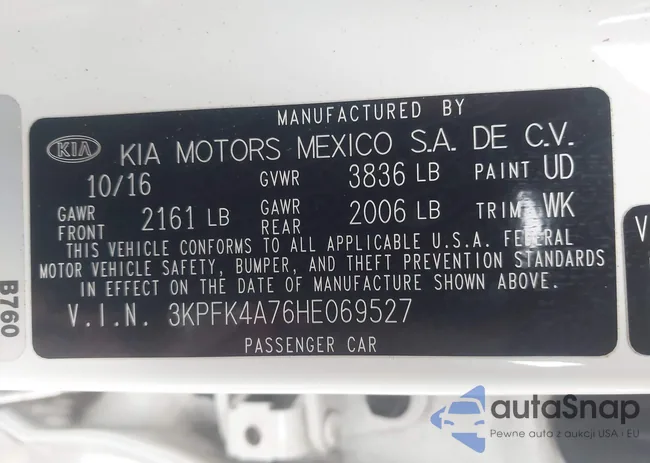 MANUFACTURED BY
KIA KIA MOTORS MEXICO S.A. DE C.V.
10/16 GVWR 3836 LB PAINT UD
GAWR FRONT 2161 LB GAWR REAR 2006 LB TRIM WK
THIS VEHICLE CONFORMS TO ALL APPLICABLE U.S.A. FEDERAL
MOTOR VEHICLE SAFETY, BUMPER, AND THEFT PREVENTION STANDARDS
IN EFFECT ON THE DATE OF MANUFACTURE SHOWN ABOVE.
V.I.N. 3KPFK4A76HE069527
PASSENGER CAR
B760
V
autoSnap
Pewne auto z aukcji USA i EU